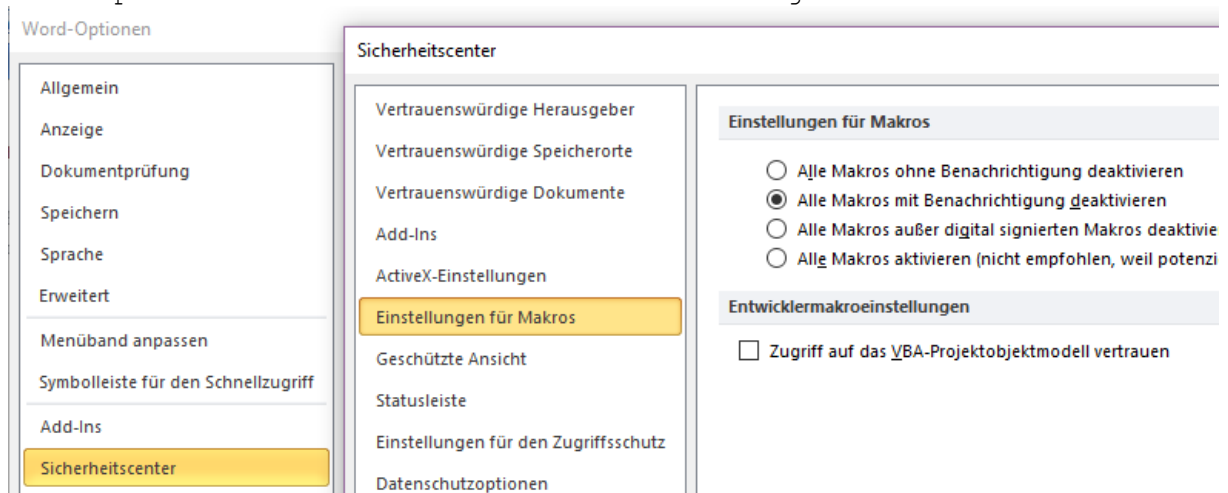 Word-Optionen
Allgemein
Anzeige
Dokumentprüfung
Speichern
Sprache
Erweitert
Menüband anpassen
Symbolleiste für den Schnellzugriff
Add-Ins
Sicherheitscenter
Sicherheitscenter
Vertrauenswürdige Herausgeber
Vertrauenswürdige Speicherorte
Vertrauenswürdige Dokumente
Add-Ins
ActiveX-Einstellungen
Einstellungen für Makros
Geschützte Ansicht
Statusleiste
Einstellungen für den Zugriffsschutz
Datenschutzoptionen
Einstellungen für Makros
Alle Makros ohne Benachrichtigung deaktivieren
Alle Makros mit Benachrichtigung deaktivieren
Alle Makros außer digital signierten Makros deaktivie
Alle Makros aktivieren (nicht empfohlen, weil potenzi
Entwicklermakroeinstellungen
Zugriff auf das VBA-Projektobjektmodell vertrauen